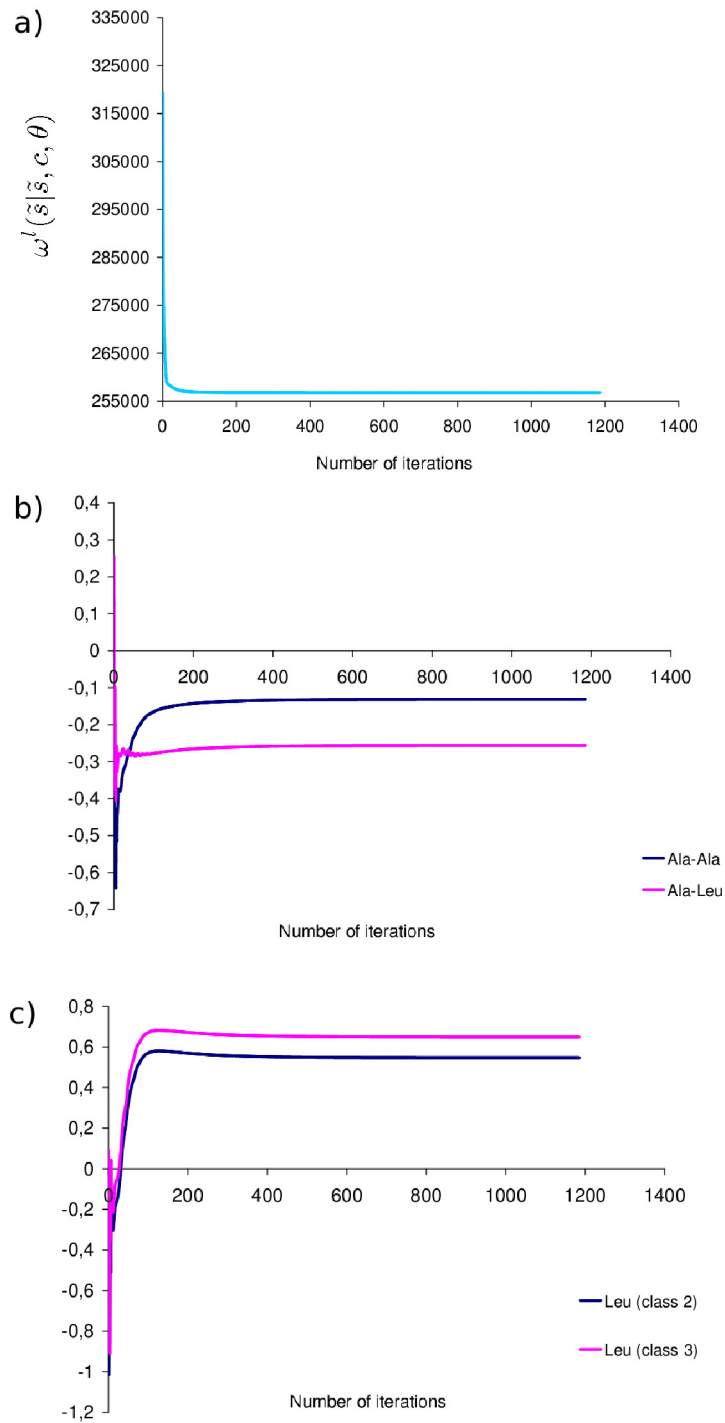 a)
335000
325000
315000
305000
295000
285000
275000
265000
255000
ω^l(s̃|s̃, c, θ)
0 200 400 600 800 1000 1200 1400
Number of iterations
b)
0,4
0,3
0,2
0,1
0
-0,1
-0,2
-0,3
-0,4
-0,5
-0,6
-0,7
0 200 400 600 800 1000 1200 1400
Ala-Ala
Ala-Leu
Number of iterations
c)
0,8
0,6
0,4
0,2
0
-0,2
-0,4
-0,6
-0,8
-1
-1,2
0 200 400 600 800 1000 1200 1400
Leu (class 2)
Leu (class 3)
Number of iterations